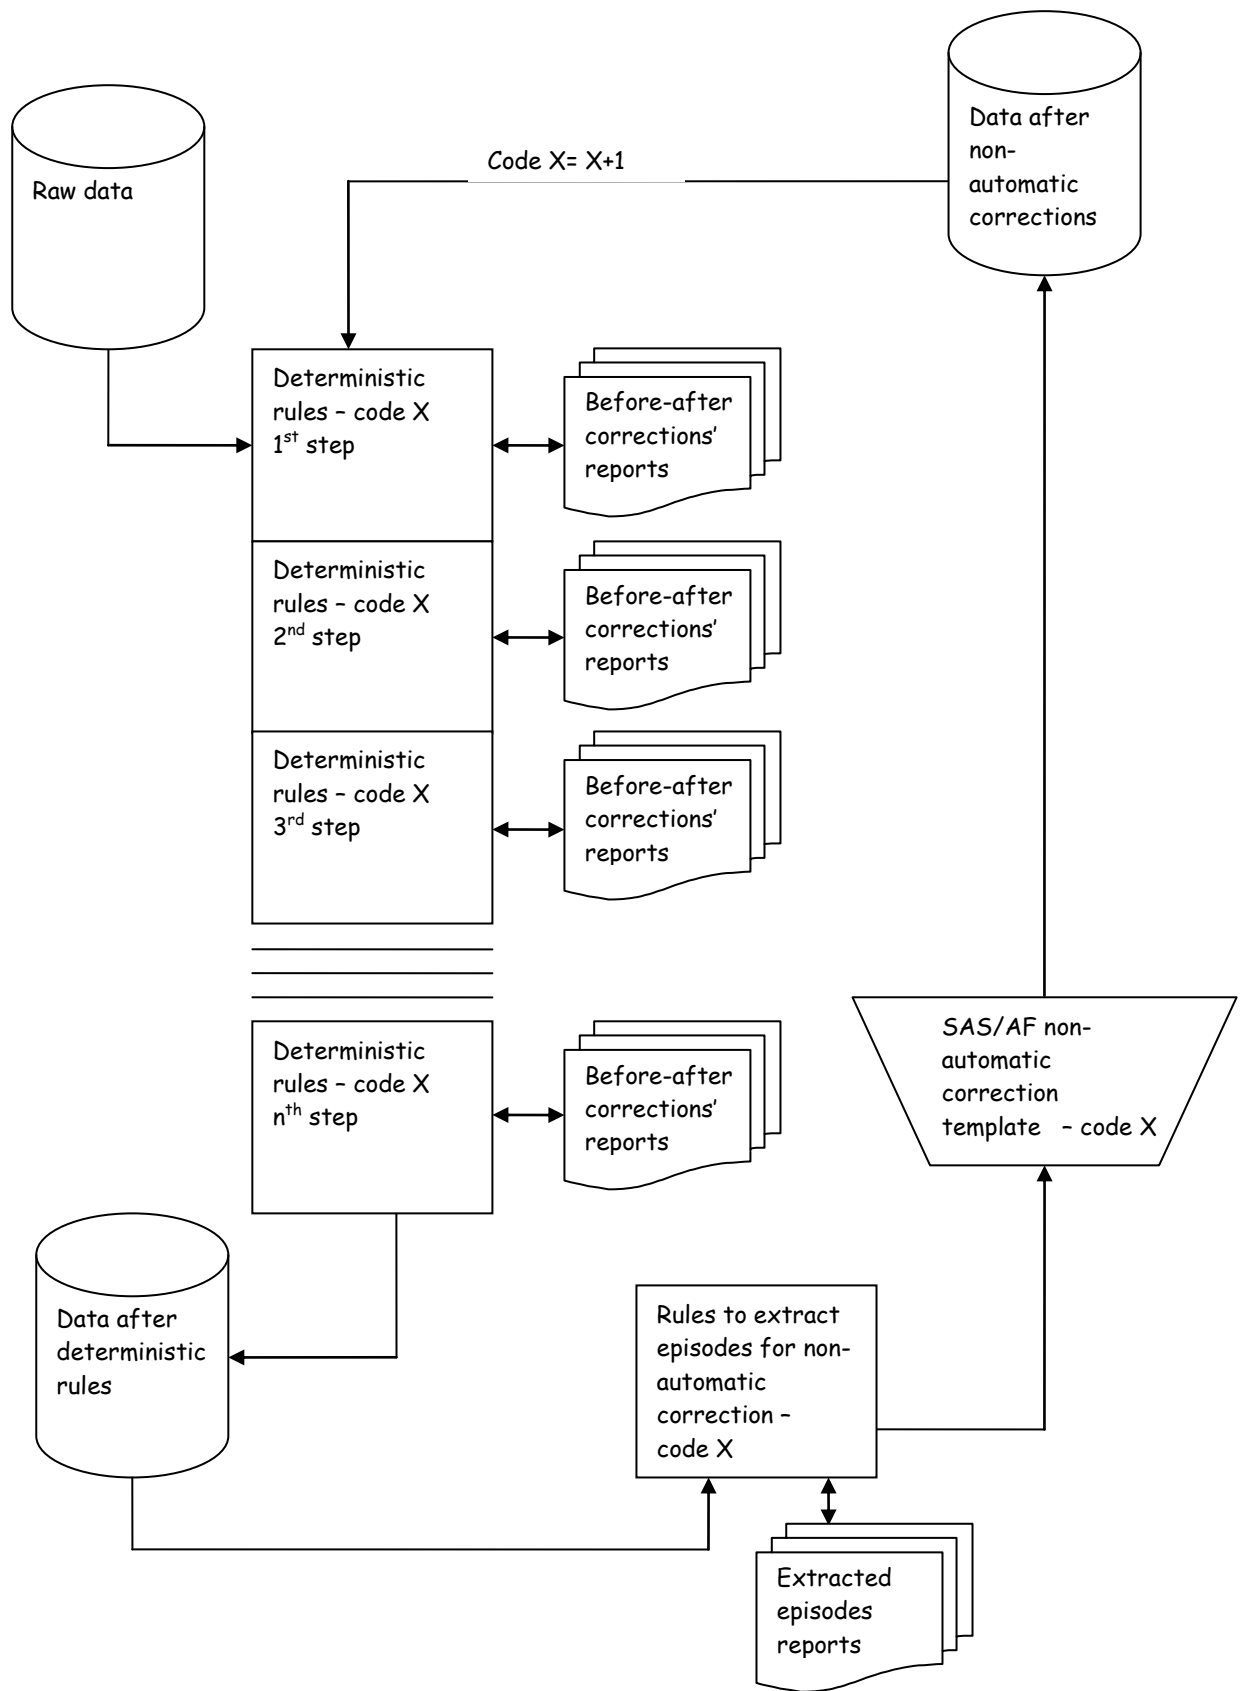 Data after
non-
automatic
corrections
Code X= X+1
Raw data
Deterministic
rules – code X
1st step
Before-after
corrections’
reports
Deterministic
rules – code X
2nd step
Before-after
corrections’
reports
Deterministic
rules – code X
3rd step
Before-after
corrections’
reports
Deterministic
rules – code X
nth step
Before-after
corrections’
reports
SAS/AF non-
automatic
correction
template – code X
Data after
deterministic
rules
Rules to extract
episodes for non-
automatic
correction –
code X
Extracted
episodes
reports